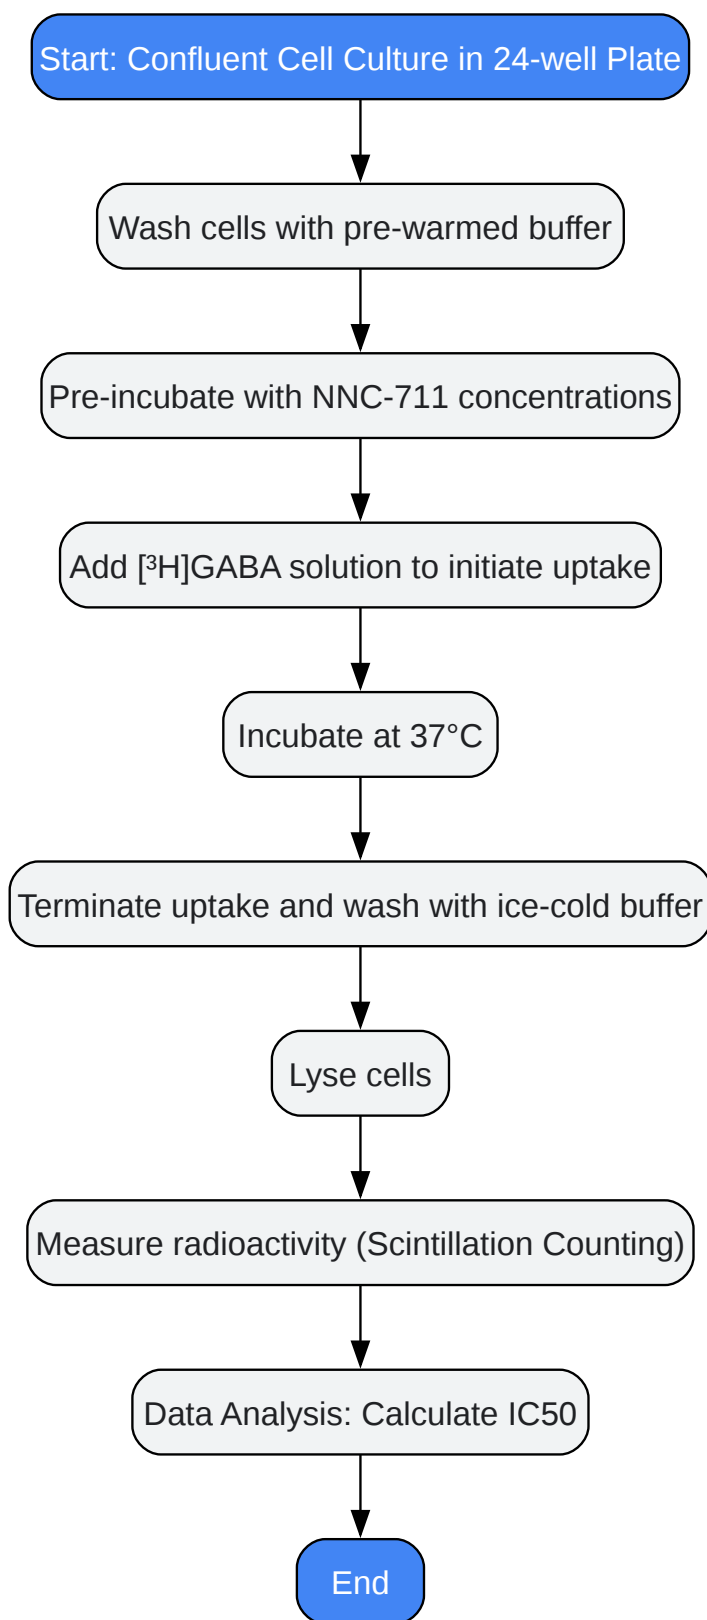 Start: Confluent Cell Culture in 24-well Plate
Wash cells with pre-warmed buffer
Pre-incubate with NNC-711 concentrations
Add [³H]GABA solution to initiate uptake
Incubate at 37°C
Terminate uptake and wash with ice-cold buffer
Lyse cells
Measure radioactivity (Scintillation Counting)
Data Analysis: Calculate IC50
End